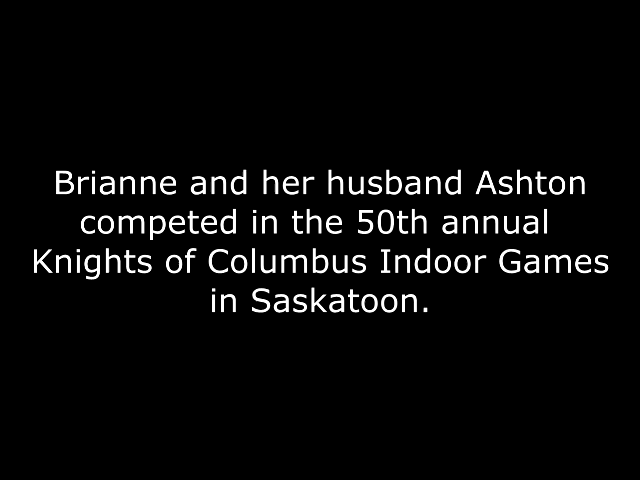 Brianne and her husband Ashton
competed in the 50th annual
Knights of Columbus Indoor Games
in Saskatoon.